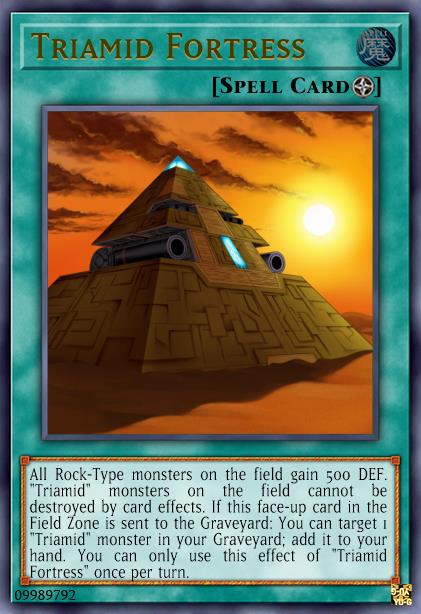 Triamid Fortress
[Spell Card]
All Rock-Type monsters on the field gain 500 DEF.
"Triamid" monsters on the field cannot be
destroyed by card effects. If this face-up card in the
Field Zone is sent to the Graveyard: You can target 1
"Triamid" monster in your Graveyard; add it to your
hand. You can only use this effect of "Triamid
Fortress" once per turn.
09989792